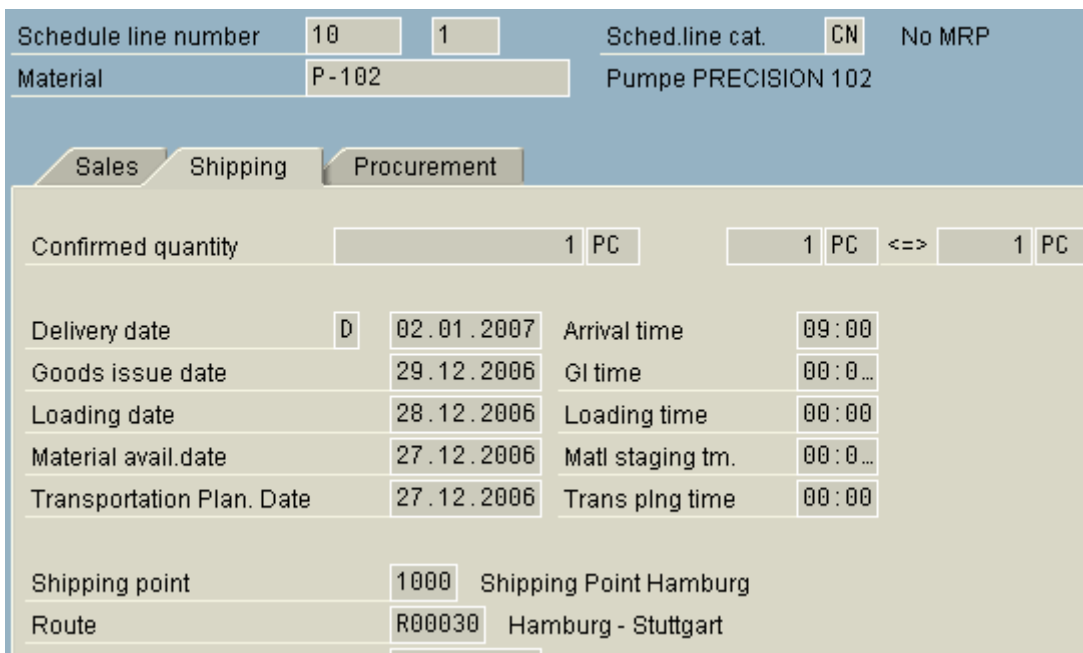 Schedule line number 10 1 Sched.line cat. CN No MRP
Material P-102 Pumpe PRECISION 102
Sales Shipping Procurement
Confirmed quantity 1 PC 1 PC <=> 1 PC
Delivery date D 02.01.2007 Arrival time 09:00
Goods issue date 29.12.2006 GI time 00:0…
Loading date 28.12.2006 Loading time 00:00
Material avail.date 27.12.2006 Matl staging tm. 00:0…
Transportation Plan. Date 27.12.2006 Trans plng time 00:00
Shipping point 1000 Shipping Point Hamburg
Route R00030 Hamburg - Stuttgart